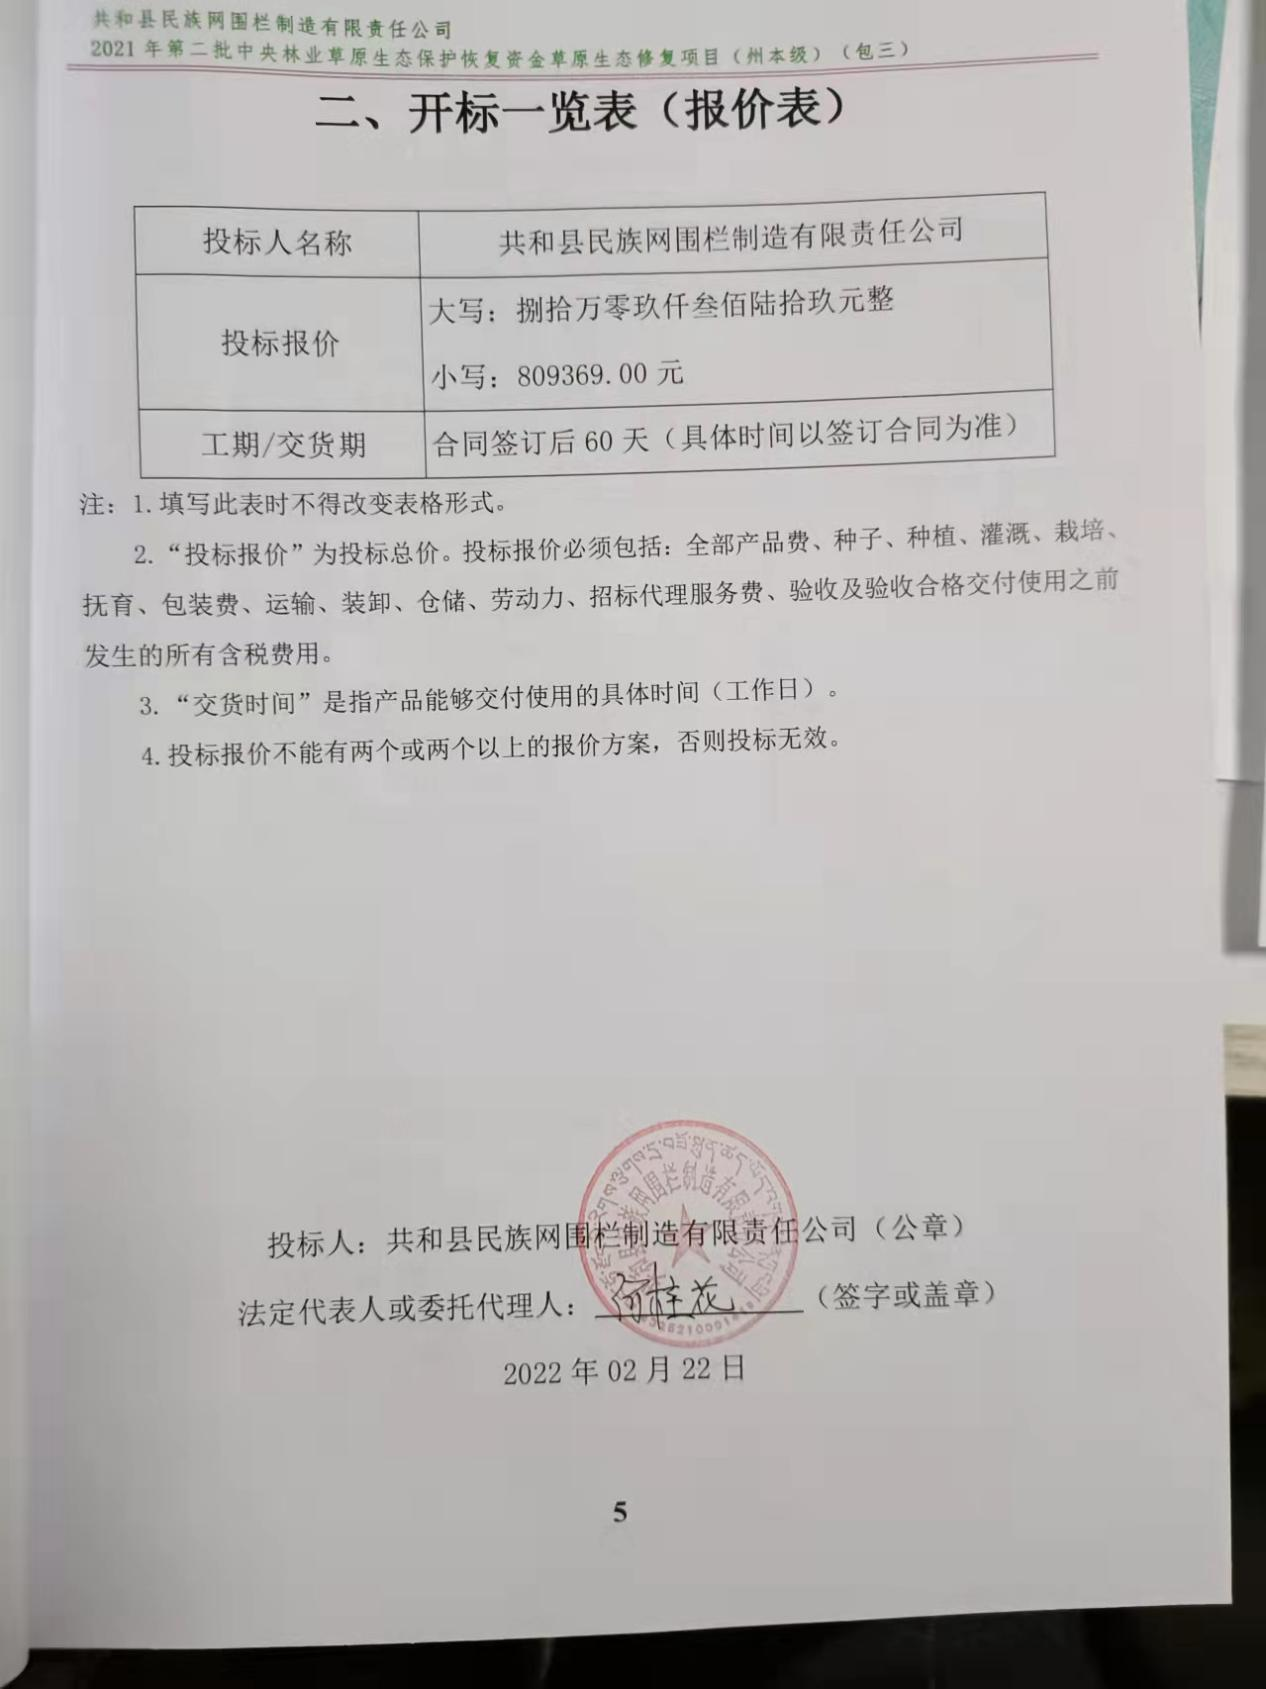 共和县民族网围栏制造有限责任公司
2021年第二批中央林业草原生态保护恢复资金草原生态修复项目（州本级）（包三）
二、开标一览表（报价表）
投标人名称
共和县民族网围栏制造有限责任公司
投标报价
大写：捌拾万零玖仟叁佰陆拾玖元整
小写：809369.00 元
工期/交货期
合同签订后 60 天（具体时间以签订合同为准）
注：1.填写此表时不得改变表格形式。
2.“投标报价”为投标总价。投标报价必须包括：全部产品费、种子、种植、灌溉、栽培、
抚育、包装费、运输、装卸、仓储、劳动力、招标代理服务费、验收及验收合格交付使用之前
发生的所有含税费用。
3.“交货时间”是指产品能够交付使用的具体时间（工作日）。
4.投标报价不能有两个或两个以上的报价方案，否则投标无效。
投标人：共和县民族网围栏制造有限责任公司（公章）
法定代表人或委托代理人：何桂花（签字或盖章）
2022 年 02 月 22 日
5